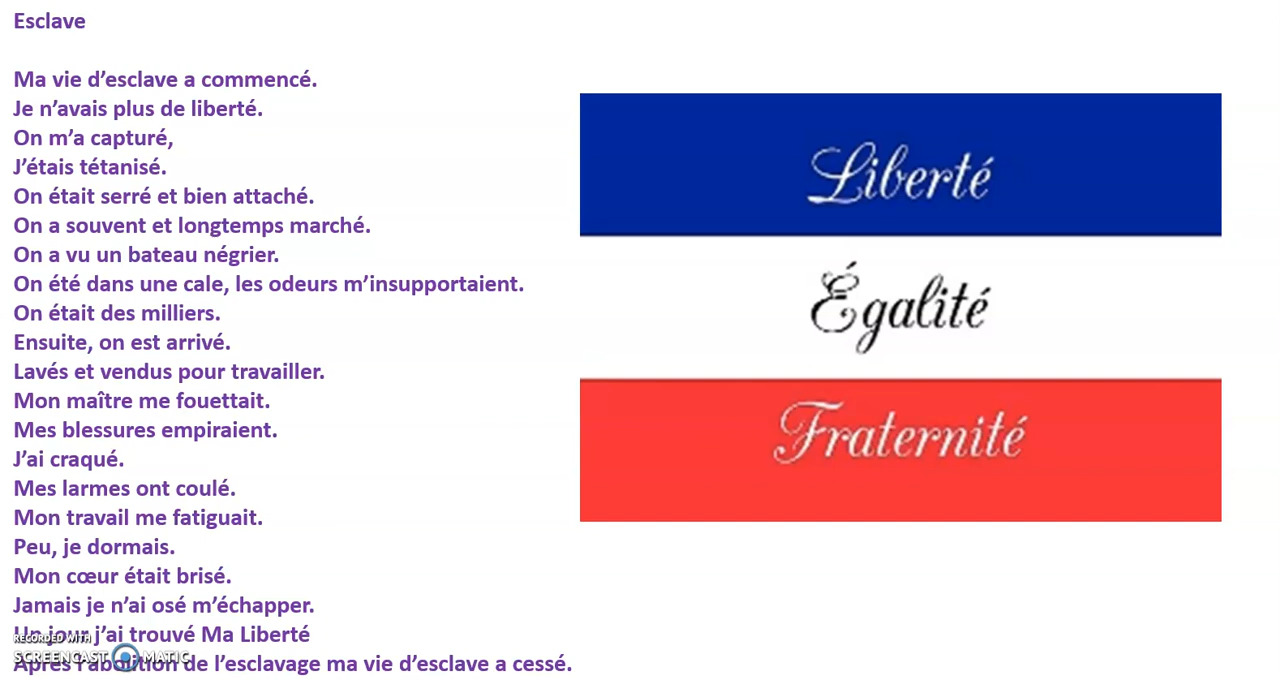 Esclave
Ma vie d’esclave a commencé.
Je n’avais plus de liberté.
On m’a capturé,
J’étais tétanisé.
On était serré et bien attaché.
On a souvent et longtemps marché.
On a vu un bateau négrier.
On été dans une cale, les odeurs m’insupportaient.
On était des milliers.
Ensuite, on est arrivé.
Lavés et vendus pour travailler.
Mon maître me fouettait.
Mes blessures empiraient.
J’ai craqué.
Mes larmes ont coulé.
Mon travail me fatiguait.
Peu, je dormais.
Mon cœur était brisé.
Jamais je n’ai osé m’échapper.
Un jour j’ai trouvé Ma Liberté
Après l’abolition de l’esclavage ma vie d’esclave a cessé.
RECORDED WITH
SCREENCAST MATIC
Liberté
Égalité
Fraternité